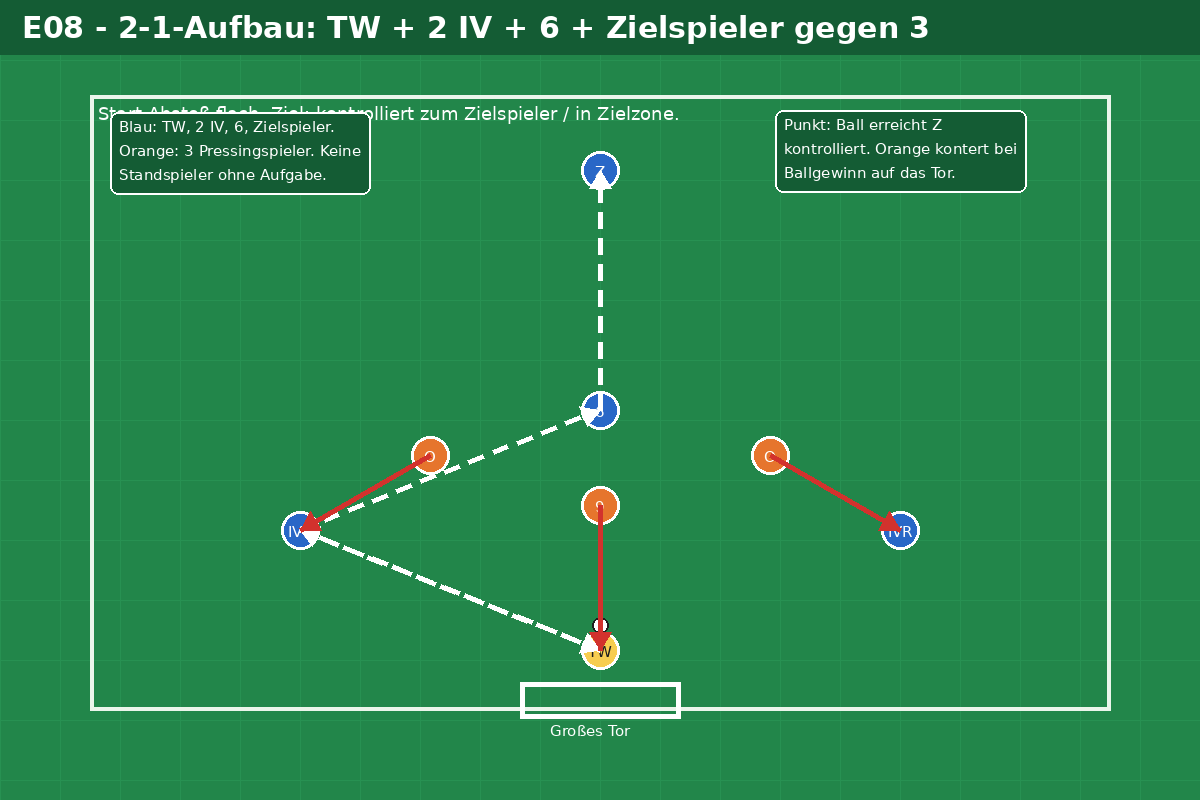 E08 - 2-1-Aufbau: TW + 2 IV + 6 + Zielspieler gegen 3
Start Abstoß flach. Ziel: kontrolliert zum Zielspieler / in Zielzone.
Blau: TW, 2 IV, 6, Zielspieler.
Orange: 3 Pressingspieler. Keine
Standspieler ohne Aufgabe.
Punkt: Ball erreicht Z
kontrolliert. Orange kontert bei
Ballgewinn auf das Tor.
Z
O
9
IVR
TW
Großes Tor